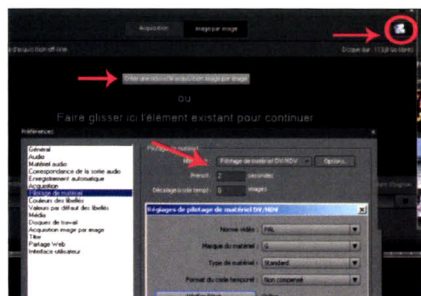 Acquisition Image par image
Créer une nouvelle acquisition image par image
ou
Faire glisser ici l'élément existant pour continuer
Préférences
Général
Audio
Matériel audio
Correspondance de la sortie audio
Enregistrement automatique
Acquisition
Pilotage de matériel
Couleurs des libellés
Valeurs par défaut des libellés
Média
Disques de travail
Acquisition image par image
Titre
Partage Web
Interface utilisateur
Pilotage de matériel
Pilotage de matériel DV/HDV Options...
Preroll : 2 secondes
0 images
Réglages de pilotage de matériel DV/HDV
Norme vidéo : PAL
Marque du matériel :
Type de matériel : Standard
Format du code temporel : Non compensé